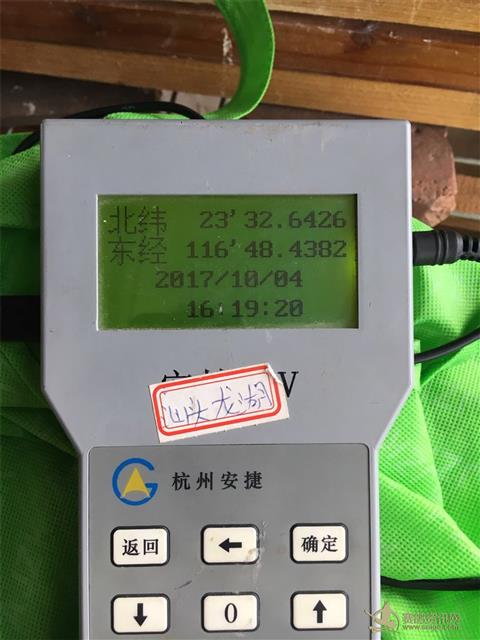 北纬 23'32.6426
东经 116'48.4382
2017/10/04
16:19:20
V
汕头龙湖
杭州安捷
返回
←
确定
↓
0
↑